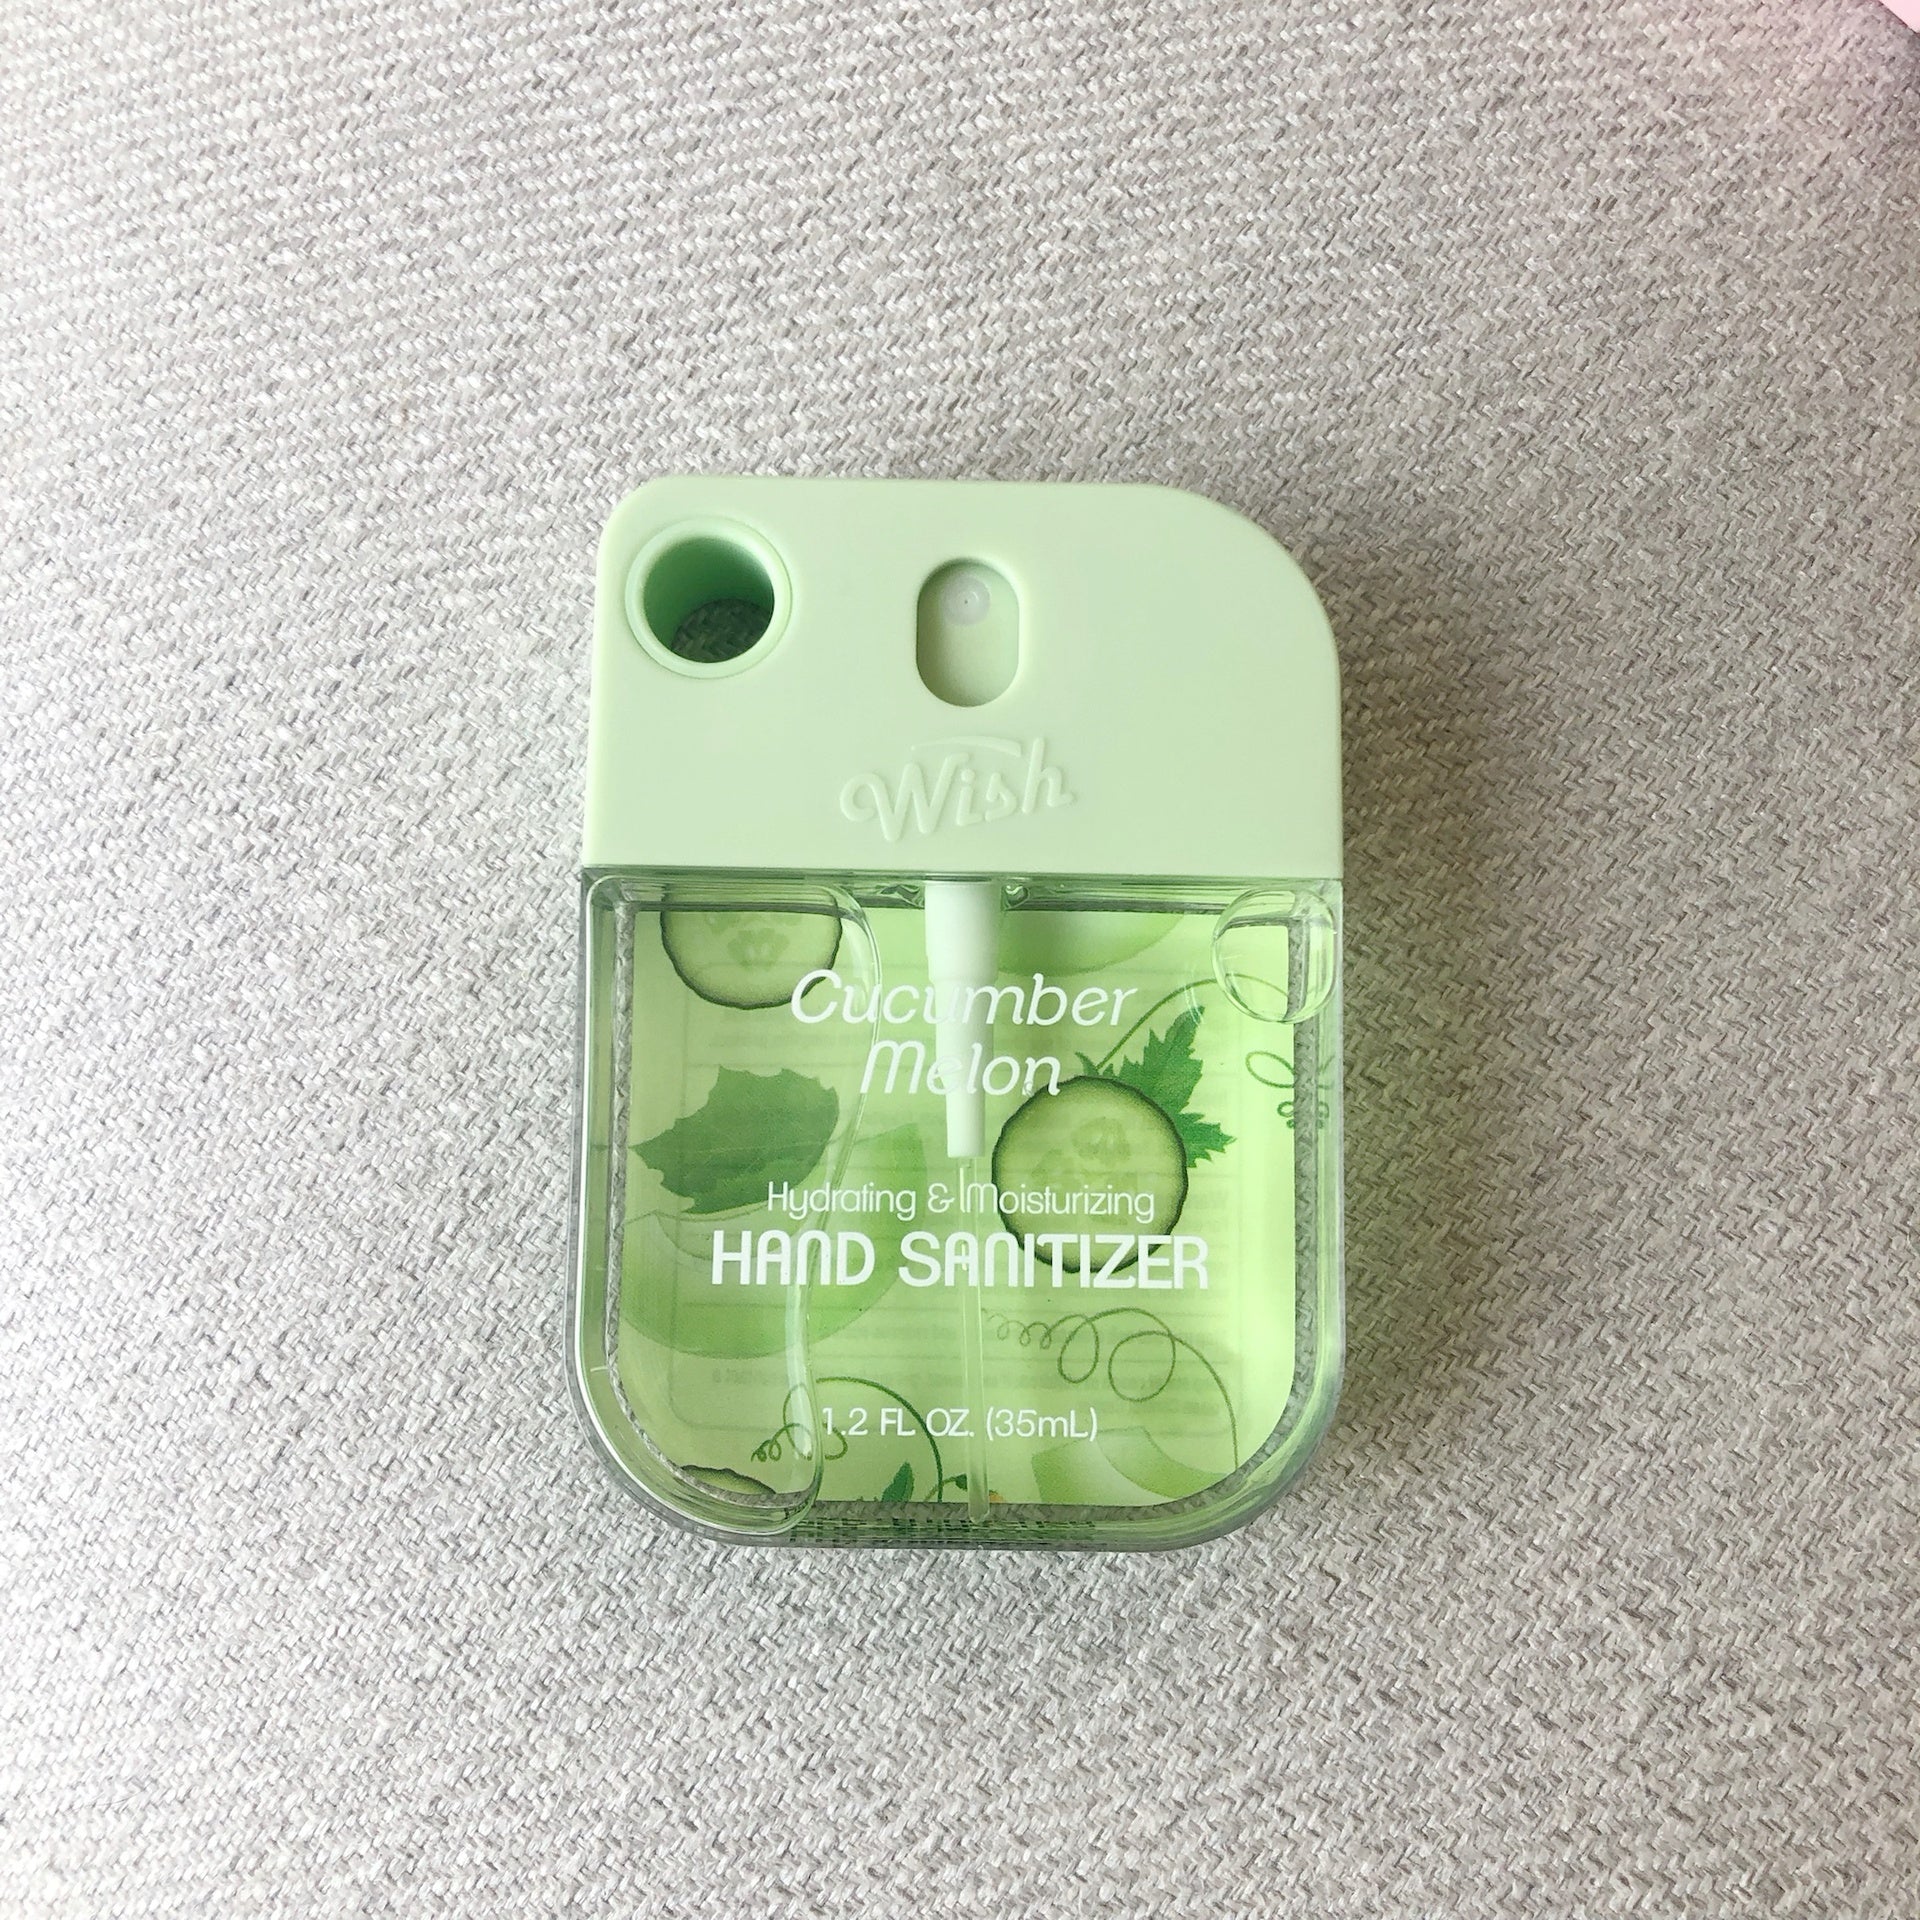 Wish
Cucumber
Melon
Hydrating & Moisturizing
HAND SANITIZER
1.2 FL OZ. (35mL)